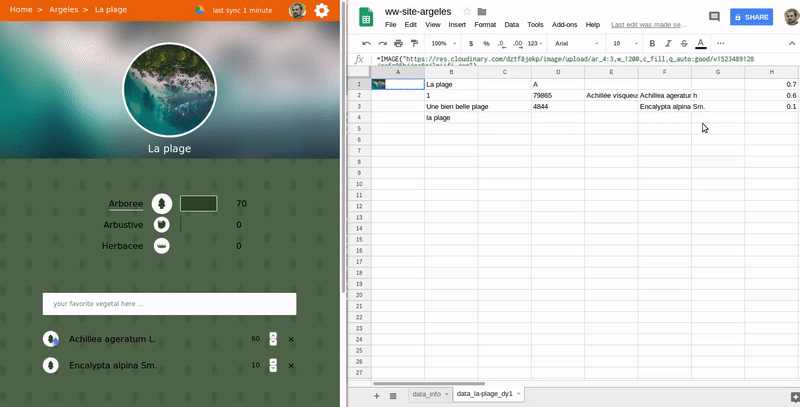 Home > Argeles > La plage
last sync 1 minute
La plage
Arboree 70
Arbustive 0
Herbacee 0
your favorite vegetal here ...
Achillea ageratum L. 60 ×
Encalypta alpina Sm. 10 ×
ww-site-argeles
File Edit View Insert Format Data Tools Add-ons Help Last edit was made se...
SHARE
100% $ % .0 .00 123 Arial 10 B I S A
fx =IMAGE("https://res.cloudinary.com/dztf8jekp/image/upload/ar_4:3,w_1200,c_fill,q_auto:good/v1523489128
A B C D E F G H
1 La plage A 0.7
2 1 79865 Achillée visqueus Achillea ageratur h 0.6
3 Une bien belle plage 4844 Encalypta alpina Sm. 0.1
4 la plage
5
6
7
8
9
10
11
12
13
14
15
16
17
18
19
20
21
22
23
24
25
26
27
+ data_info data_la-plage_dy1